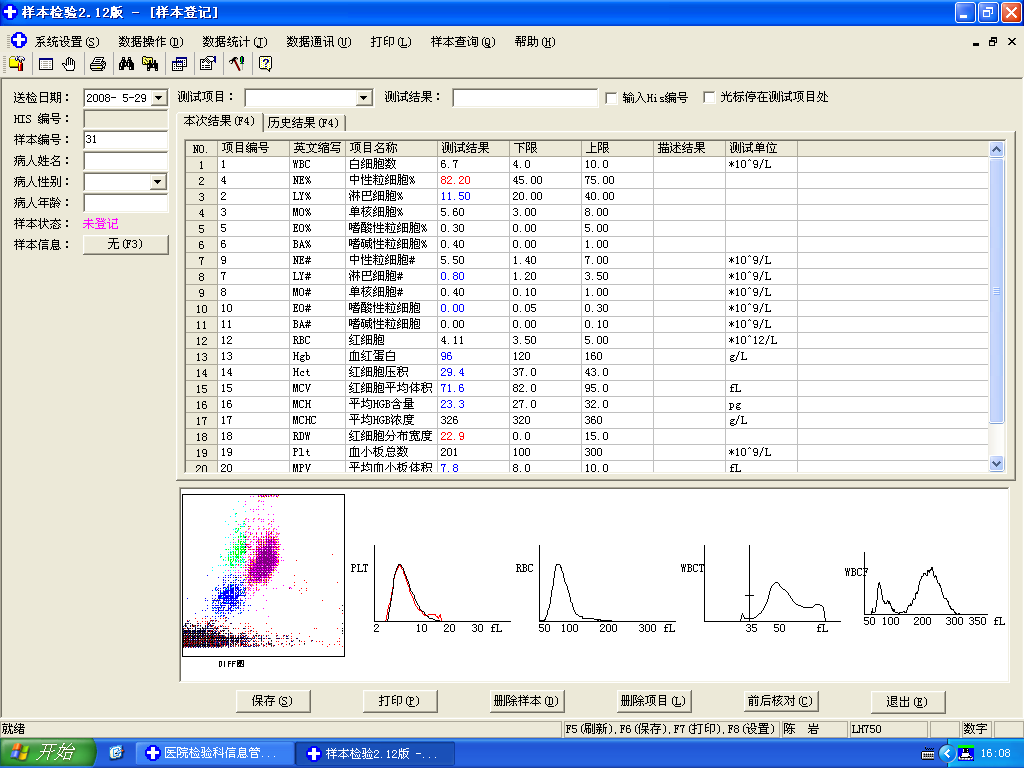 样本检验2.12版 - [样本登记]
系统设置(S) 数据操作(D) 数据统计(T) 数据通讯(U) 打印(L) 样本查询(Q) 帮助(H)
送检日期： 2008- 5-29 测试项目： 测试结果： 输入His编号 光标停在测试项目处
HIS 编号：
样本编号： 31
病人姓名：
病人性别：
病人年龄：
样本状态： 未登记
样本信息： 无(F3)
本次结果(F4) 历史结果(F4)
NO. 项目编号 英文缩写 项目名称 测试结果 下限 上限 描述结果 测试单位
1 1 WBC 白细胞数 6.7 4.0 10.0 *10^9/L
2 4 NE% 中性粒细胞% 82.20 45.00 75.00
3 2 LY% 淋巴细胞% 11.50 20.00 40.00
4 3 MO% 单核细胞% 5.60 3.00 8.00
5 5 EO% 嗜酸性粒细胞% 0.30 0.00 5.00
6 6 BA% 嗜碱性粒细胞% 0.40 0.00 1.00
7 9 NE# 中性粒细胞# 5.50 1.40 7.00 *10^9/L
8 7 LY# 淋巴细胞# 0.80 1.20 3.50 *10^9/L
9 8 MO# 单核细胞# 0.40 0.10 1.00 *10^9/L
10 10 EO# 嗜酸性粒细胞 0.00 0.05 0.30 *10^9/L
11 11 BA# 嗜碱性粒细胞 0.00 0.00 0.10 *10^9/L
12 12 RBC 红细胞 4.11 3.50 5.00 *10^12/L
13 13 Hgb 血红蛋白 96 120 160 g/L
14 14 Hct 红细胞压积 29.4 37.0 43.0
15 15 MCV 红细胞平均体积 71.6 82.0 95.0 fL
16 16 MCH 平均HGB含量 23.3 27.0 32.0 pg
17 17 MCHC 平均HGB浓度 326 320 360 g/L
18 18 RDW 红细胞分布宽度 22.9 0.0 15.0
19 19 Plt 血小板总数 201 100 300 *10^9/L
20 20 MPV 平均血小板体积 7.8 8.0 10.0 fL
PLT RBC WBCT WBCF
2 10 20 30 fL 50 100 200 300 fL 35 50 fL 50 100 200 300 350 fL
DIFF图
保存(S) 打印(P) 删除样本(D) 删除项目(L) 前后核对(C) 退出(E)
就绪 F5(刷新),F6(保存),F7(打印),F8(设置) 陈 岩 LH750 数字
开始 医院检验科信息管... 样本检验2.12版 -... 16:08